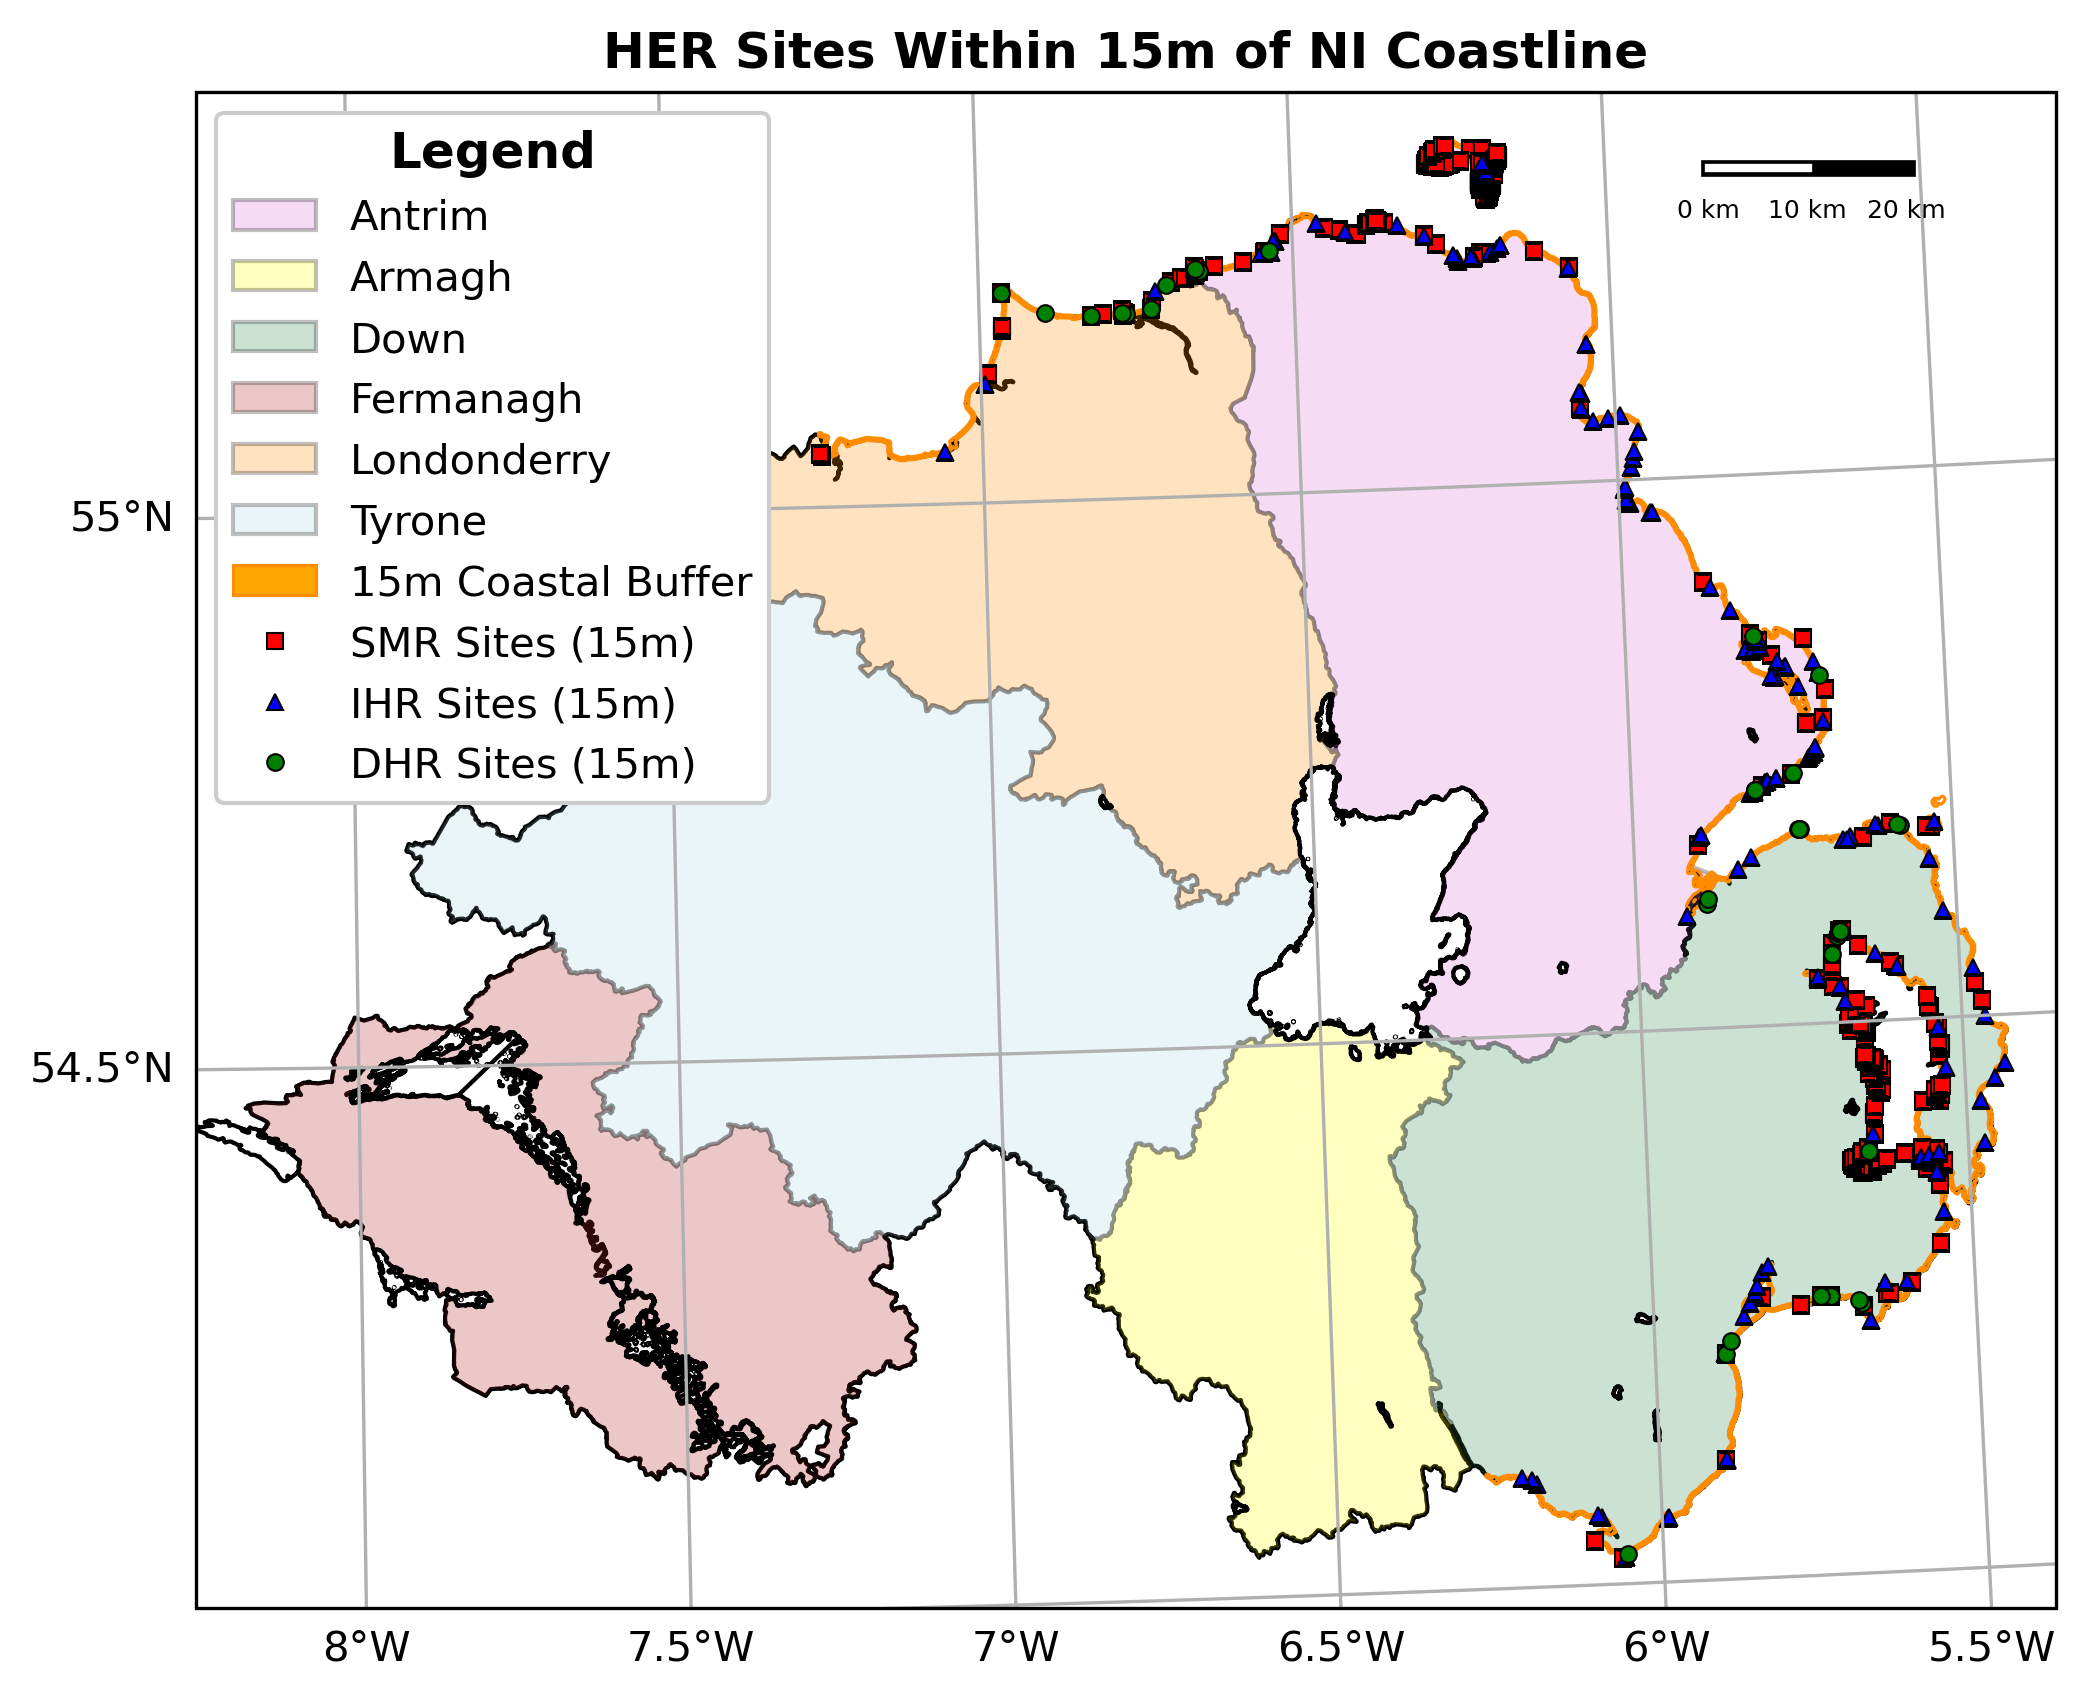 HER Sites Within 15m of NI Coastline
Legend
Antrim
Armagh
Down
Fermanagh
Londonderry
Tyrone
15m Coastal Buffer
SMR Sites (15m)
IHR Sites (15m)
DHR Sites (15m)
0 km 10 km 20 km
55°N
54.5°N
8°W 7.5°W 7°W 6.5°W 6°W 5.5°W